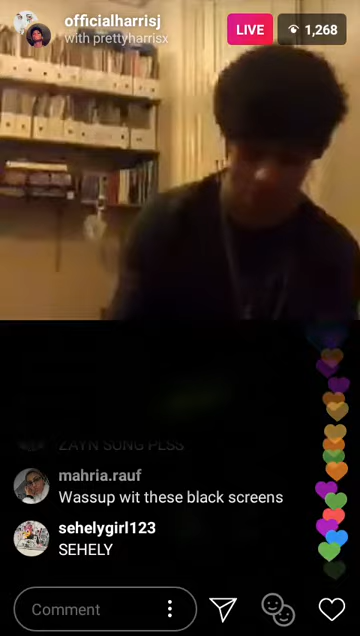 officialharrisj
with prettyharrisx
LIVE
1,268
ZAYN SONG PLSS
mahria.rauf
Wassup wit these black screens
sehelygirl123
SEHELY
Comment